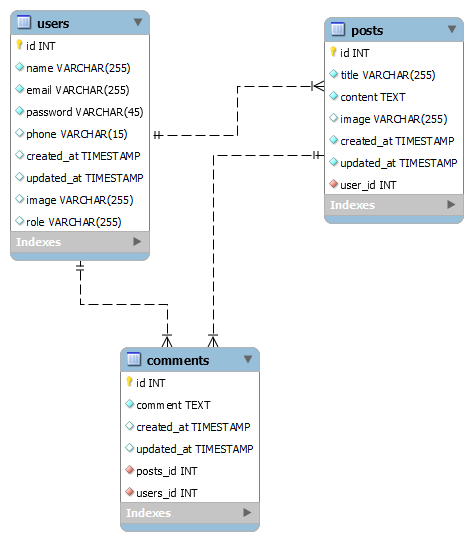 users
id INT
name VARCHAR(255)
email VARCHAR(255)
password VARCHAR(45)
phone VARCHAR(15)
created_at TIMESTAMP
updated_at TIMESTAMP
image VARCHAR(255)
role VARCHAR(255)
Indexes
posts
id INT
title VARCHAR(255)
content TEXT
image VARCHAR(255)
created_at TIMESTAMP
updated_at TIMESTAMP
user_id INT
Indexes
comments
id INT
comment TEXT
created_at TIMESTAMP
updated_at TIMESTAMP
posts_id INT
users_id INT
Indexes